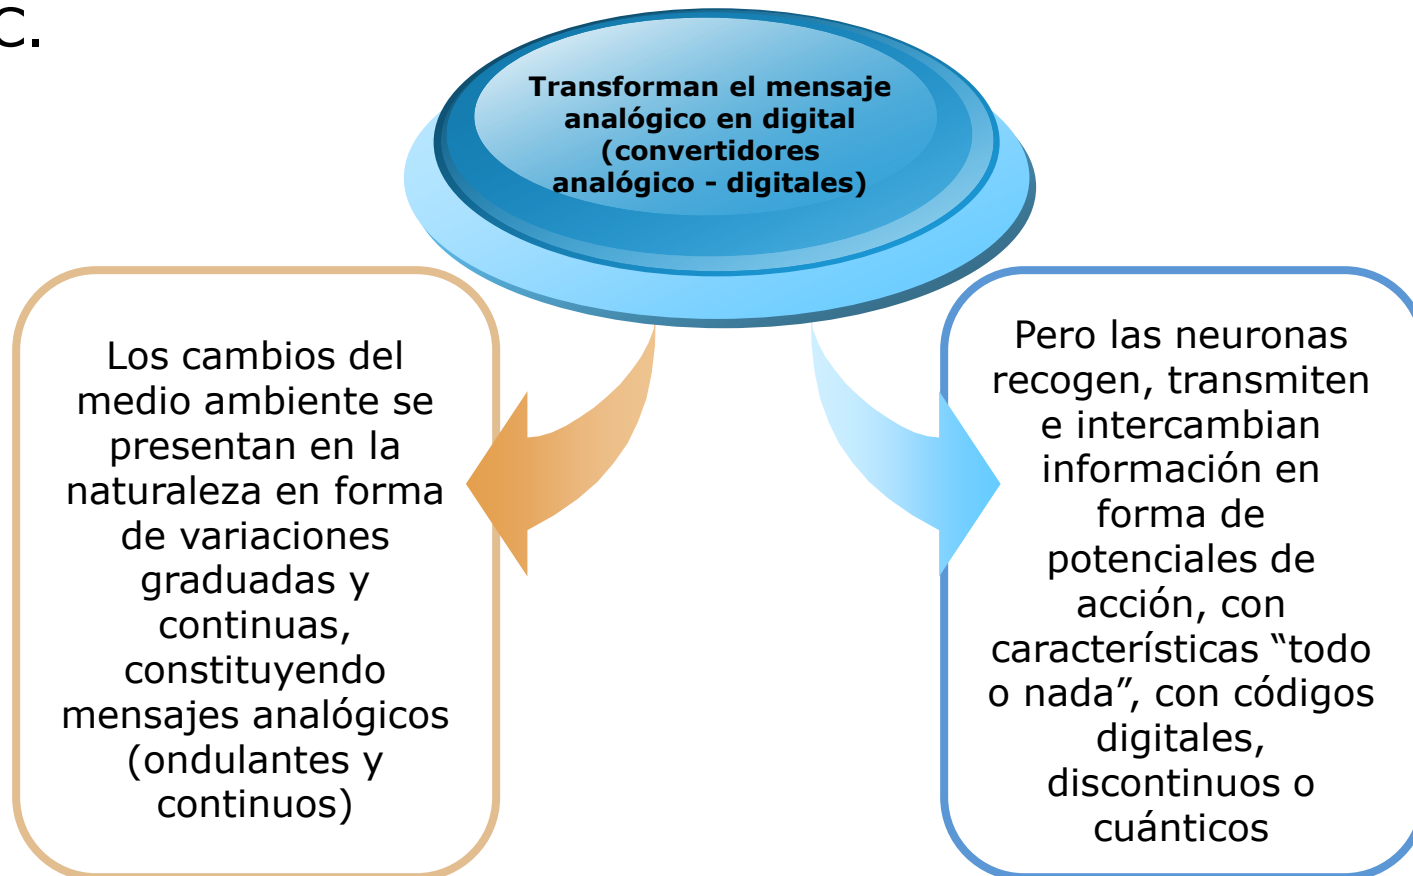 C.
Transforman el mensaje
analógico en digital
(convertidores
analógico - digitales)
Los cambios del
medio ambiente se
presentan en la
naturaleza en forma
de variaciones
graduadas y
continuas,
constituyendo
mensajes analógicos
(ondulantes y
continuos)
Pero las neuronas
recogen, transmiten
e intercambian
información en
forma de
potenciales de
acción, con
características “todo
o nada”, con códigos
digitales,
discontinuos o
cuánticos